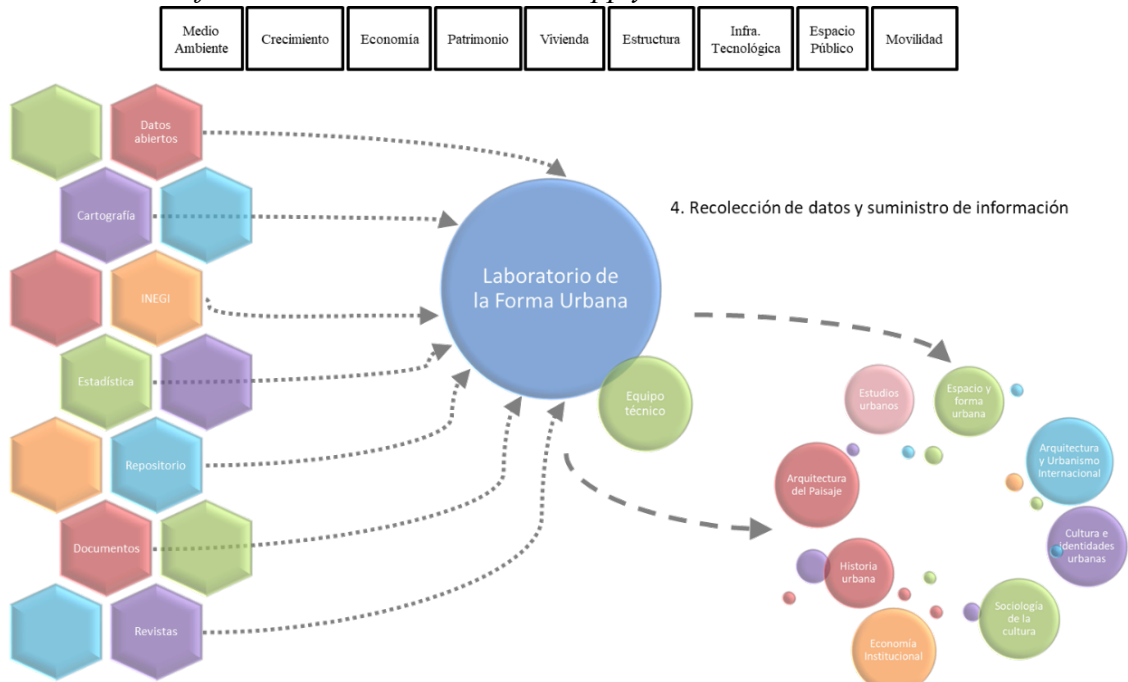 Medio
Ambiente
Crecimiento
Economía
Patrimonio
Vivienda
Estructura
Infra.
Tecnológica
Espacio
Público
Movilidad
Datos
abiertos
Cartografía
INEGI
Estadística
Repositorio
Documentos
Revistas
Laboratorio de
la Forma Urbana
Equipo
técnico
4. Recolección de datos y suministro de información
Estudios
urbanos
Espacio y
forma
urbana
Arquitectura
y Urbanismo
Internacional
Arquitectura
del Paisaje
Cultura e
Identidades
urbanas
Historia
urbana
Sociología
de la
cultura
Economía
Institucional